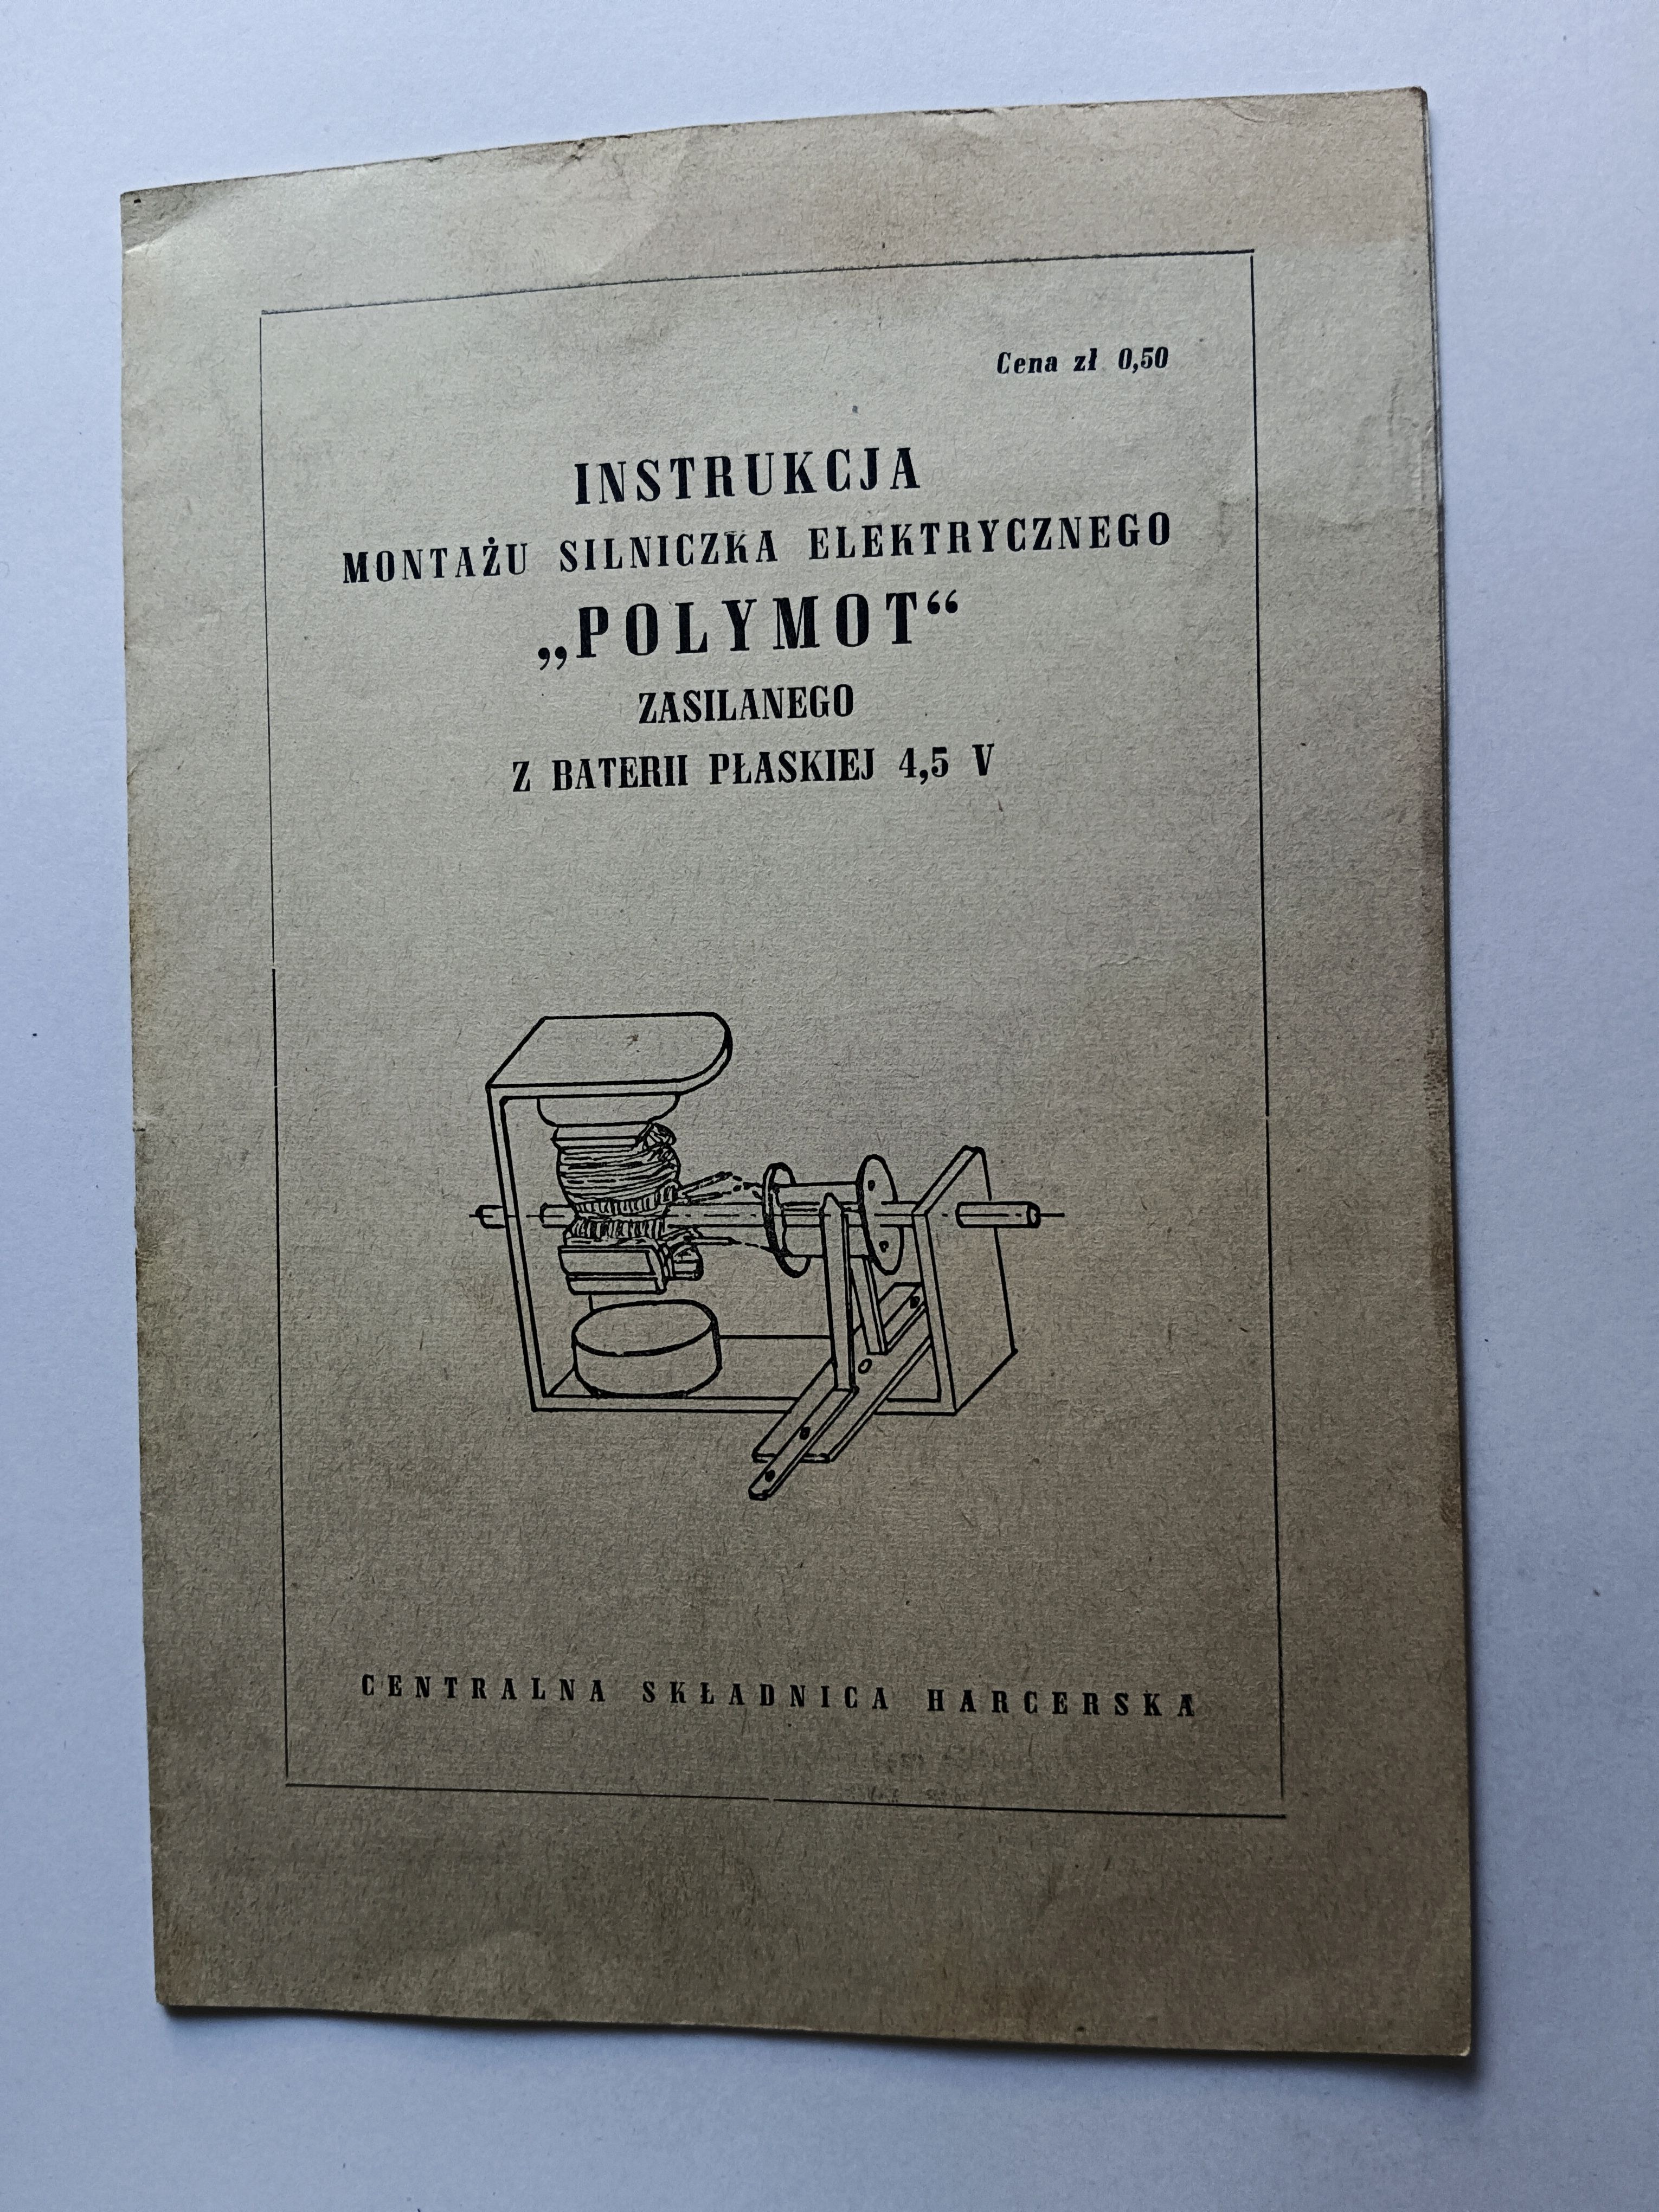 Cena zł 0,50
INSTRUKCJA
MONTAŻU SILNICZKA ELEKTRYCZNEGO
„POLYMOT“
ZASILANEGO
Z BATERII PŁASKIEJ 4,5 V
CENTRALNA SKŁADNICA HARCERSKA